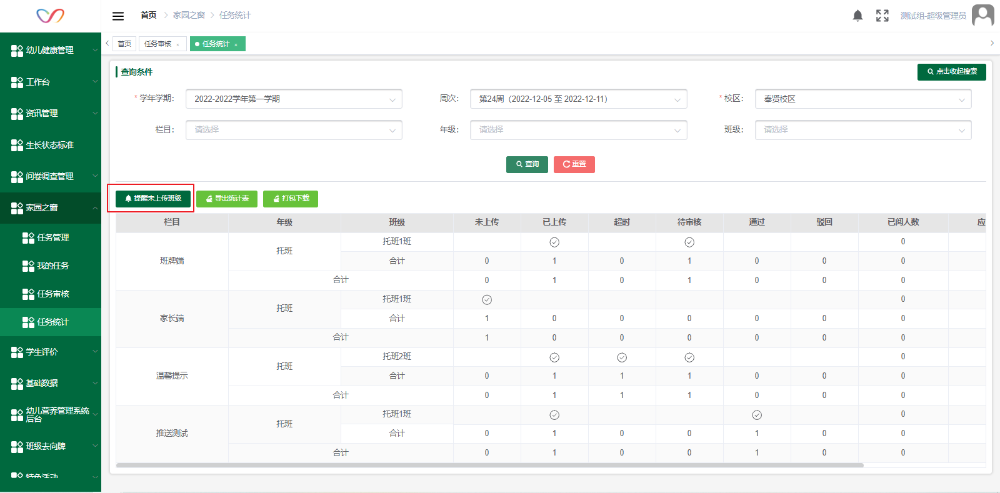 首页
家园之窗
任务统计
测试组-超级管理员
首页
任务审核
任务统计
幼儿健康管理
工作台
资讯管理
生长状态标准
问卷调查管理
家园之窗
任务管理
我的任务
任务审核
任务统计
学生评价
基础数据
幼儿营养管理系统
后台
班级去向牌
特色活动
查询条件
点击收起搜索
* 学年学期: 2022-2022学年第一学期
周次: 第24周（2022-12-05 至 2022-12-11）
* 校区: 奉贤校区
栏目: 请选择
年级: 请选择
班级: 请选择
查询
重置
提醒未上传班级
导出统计表
打包下载
栏目 年级 班级 未上传 已上传 超时 待审核 通过 驳回 已阅人数 应
班牌端 托班 托班1班 0
合计 0 1 0 1 0 0 0
合计 0 1 0 1 0 0 0
家长端 托班 托班1班 0
合计 1 0 0 0 0 0 0
合计 1 0 0 0 0 0 0
温馨提示 托班 托班2班 0
合计 0 1 1 1 0 0 0
合计 0 1 1 1 0 0 0
推送测试 托班 托班1班 0
合计 0 1 0 0 1 0 0
合计 0 1 0 0 1 0 0